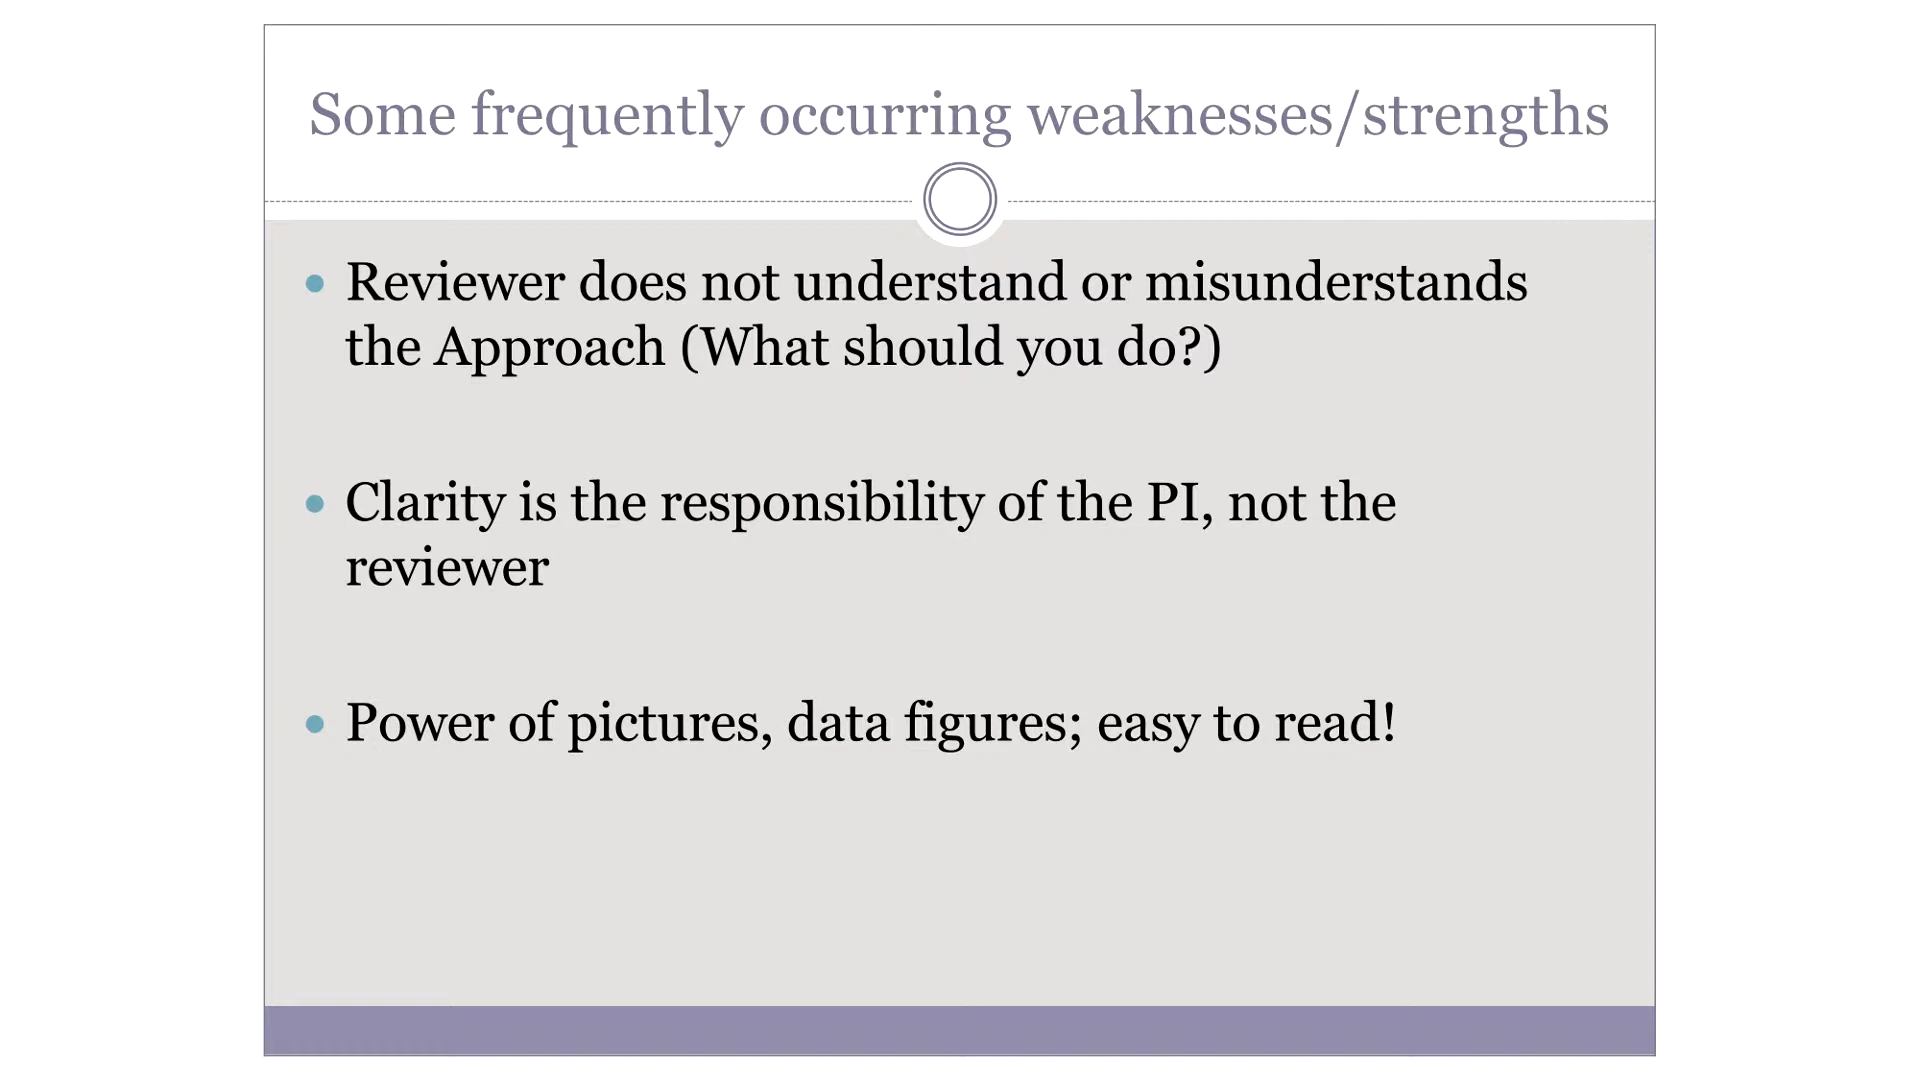 Some frequently occurring weaknesses/strengths
• Reviewer does not understand or misunderstands
the Approach (What should you do?)
• Clarity is the responsibility of the PI, not the
reviewer
• Power of pictures, data figures; easy to read!